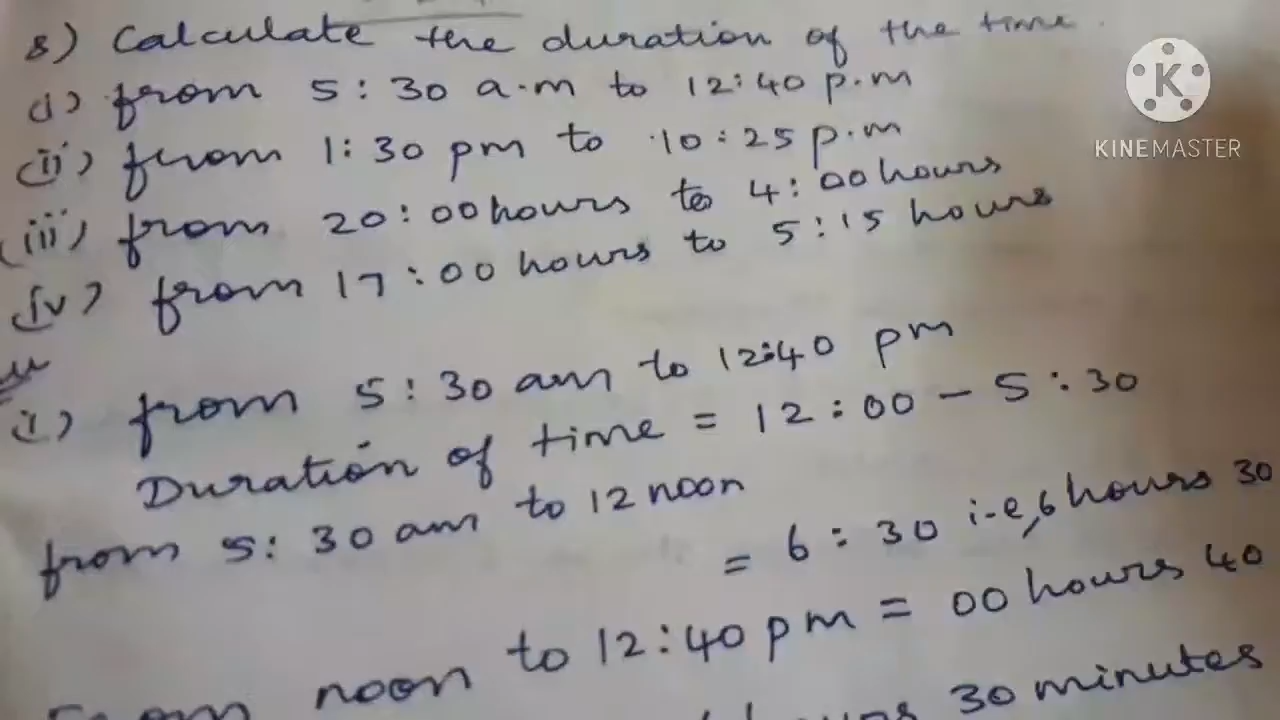 8) Calculate the duration of the time.
(i) from 5:30 a.m to 12:40 p.m
(ii) from 1:30 pm to 10:25 p.m
(iii) from 20:00 hours to 4:00 hours
(iv) from 17:00 hours to 5:15 hours
(i) from 5:30 am to 12:40 pm
Duration of time = 12:00 - 5:30
from 5:30 am to 12 noon
= 6:30 i-e, 6 hours 30
From noon to 12:40 pm = 00 hours 40
hours 30 minutes
KINEMASTER